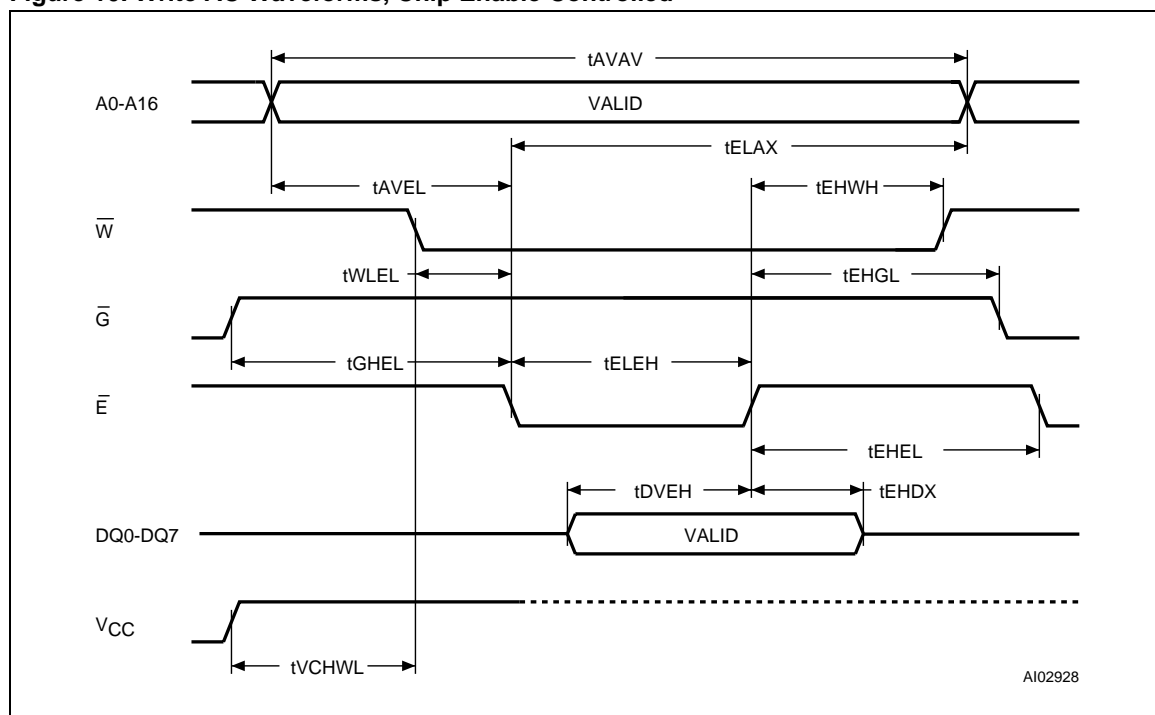 Figure 10. Write AC Waveforms, Chip Enable Controlled
tAVAV
A0-A16
VALID
tELAX
tAVEL
tEHWH
W
tWLEL
tEHGL
G
tGHEL
tELEH
E
tEHEL
tDVEH
tEHDX
DQ0-DQ7
VALID
VCC
tVCHWL
AI02928